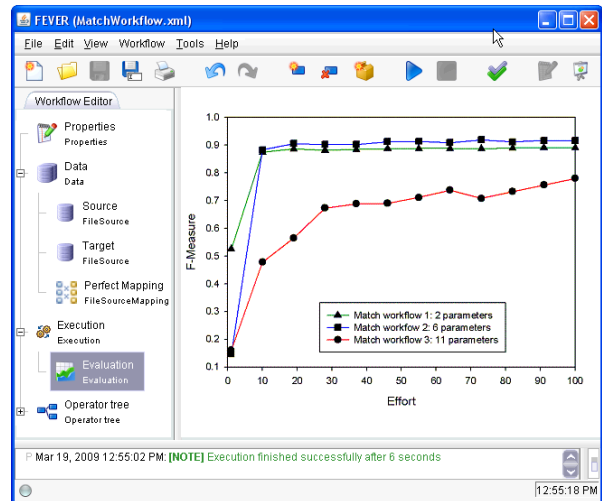 FEVER (MatchWorkflow.xml)
File Edit View Workflow Tools Help
Workflow Editor
Properties
Properties
Data
Data
Source
FileSource
Target
FileSource
Perfect Mapping
FileSourceMapping
Execution
Execution
Evaluation
Evaluation
Operator tree
Operator tree
F-Measure
1.0
0.9
0.8
0.7
0.6
0.5
0.4
0.3
0.2
0.1
0 10 20 30 40 50 60 70 80 90 100
Effort
Match workflow 1: 2 parameters
Match workfow 2: 6 parameters
Match workflow 3: 11 parameters
P Mar 19, 2009 12:55:02 PM: [NOTE] Execution finished successfully after 6 seconds
12:55:18 PM